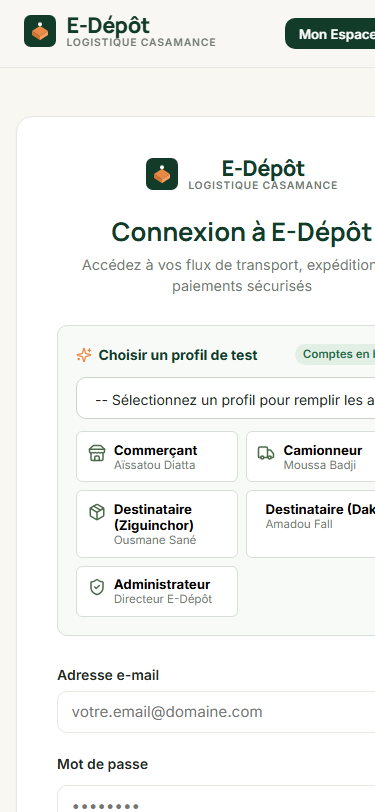 E-Dépôt
LOGISTIQUE CASAMANCE
Mon Espace
E-Dépôt
LOGISTIQUE CASAMANCE
Connexion à E-Dépôt
Accédez à vos flux de transport, expédition
paiements sécurisés
Choisir un profil de test
Comptes en
-- Sélectionnez un profil pour remplir les a
Commerçant
Aïssatou Diatta
Camionneur
Moussa Badji
Destinataire
(Ziguinchor)
Ousmane Sané
Destinataire (Dak
Amadou Fall
Administrateur
Directeur E-Dépôt
Adresse e-mail
votre.email@domaine.com
Mot de passe
••••••••